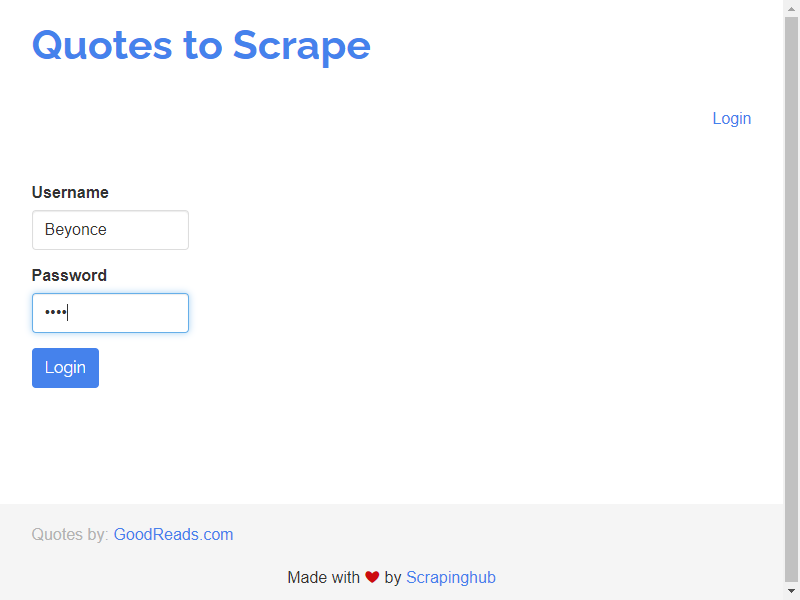 Quotes to Scrape
Login
Username
Beyonce
Password
••••
Login
Quotes by: GoodReads.com
Made with ❤ by Scrapinghub